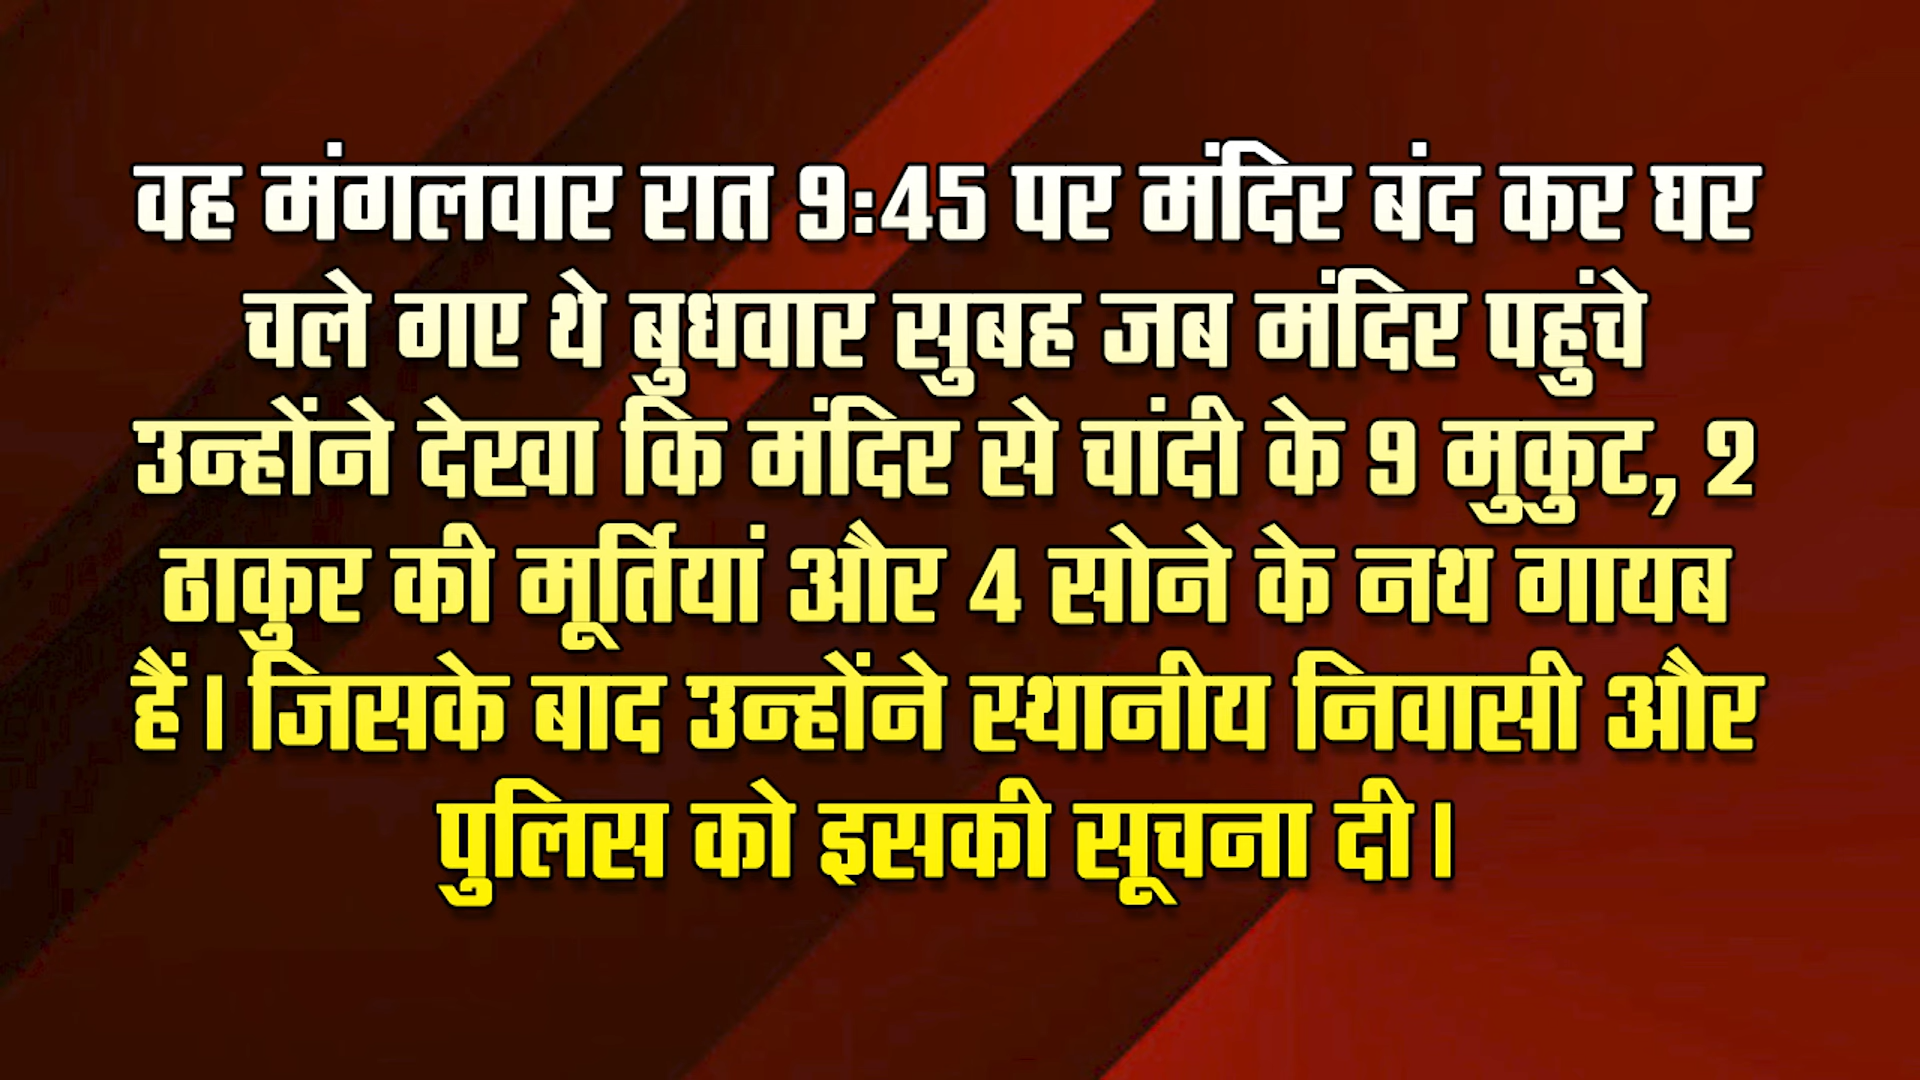 वह मंगलवार रात 9:45 पर मंदिर बंद कर घर
चले गए थे बुधवार सुबह जब मंदिर पहुंचे
उन्होंने देखा कि मंदिर से चांदी के 9 मुकुट, 2
ठाकुर की मूर्तियां और 4 सोने के नथ गायब
हैं। जिसके बाद उन्होंने स्थानीय निवासी और
पुलिस को इसकी सूचना दी।